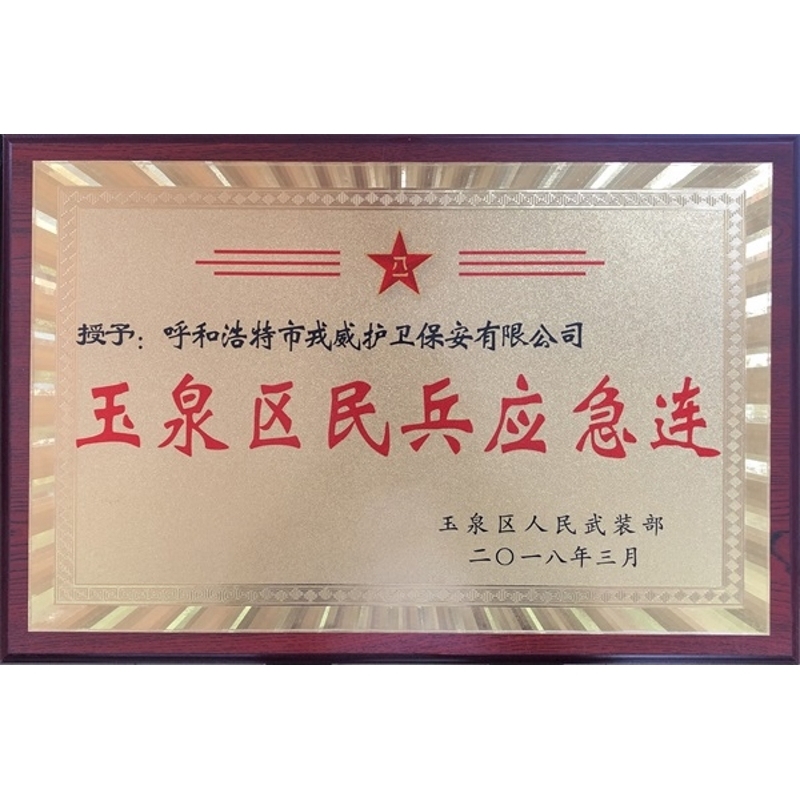 八一
授予：呼和浩特市戎威护卫保安有限公司
玉泉区民兵应急连
玉泉区人民武装部
二〇一八年三月